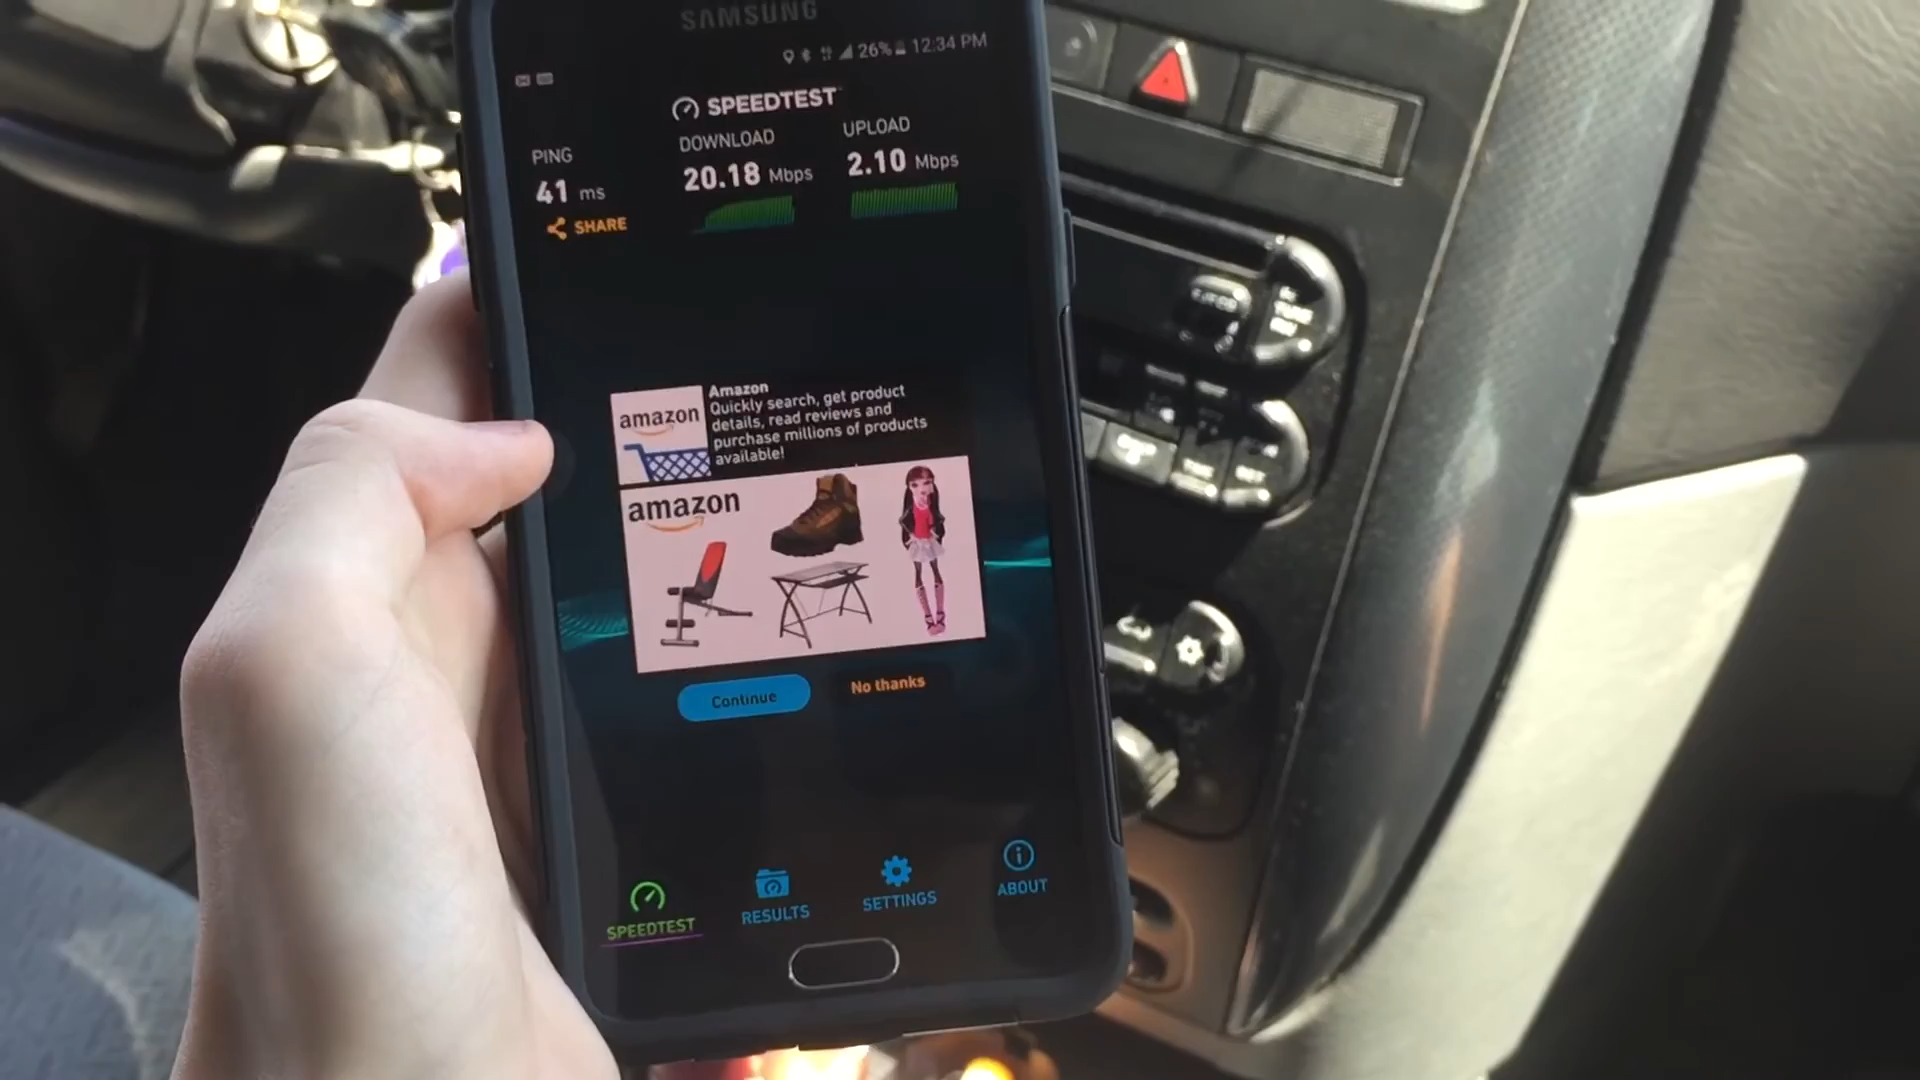 SAMSUNG
26% 12:34 PM
SPEEDTEST
PING
41 ms
SHARE
DOWNLOAD
20.18 Mbps
UPLOAD
2.10 Mbps
amazon
Amazon
Quickly search, get product
details, read reviews and
purchase millions of products
available!
amazon
Continue
No thanks
SPEEDTEST
RESULTS
SETTINGS
ABOUT